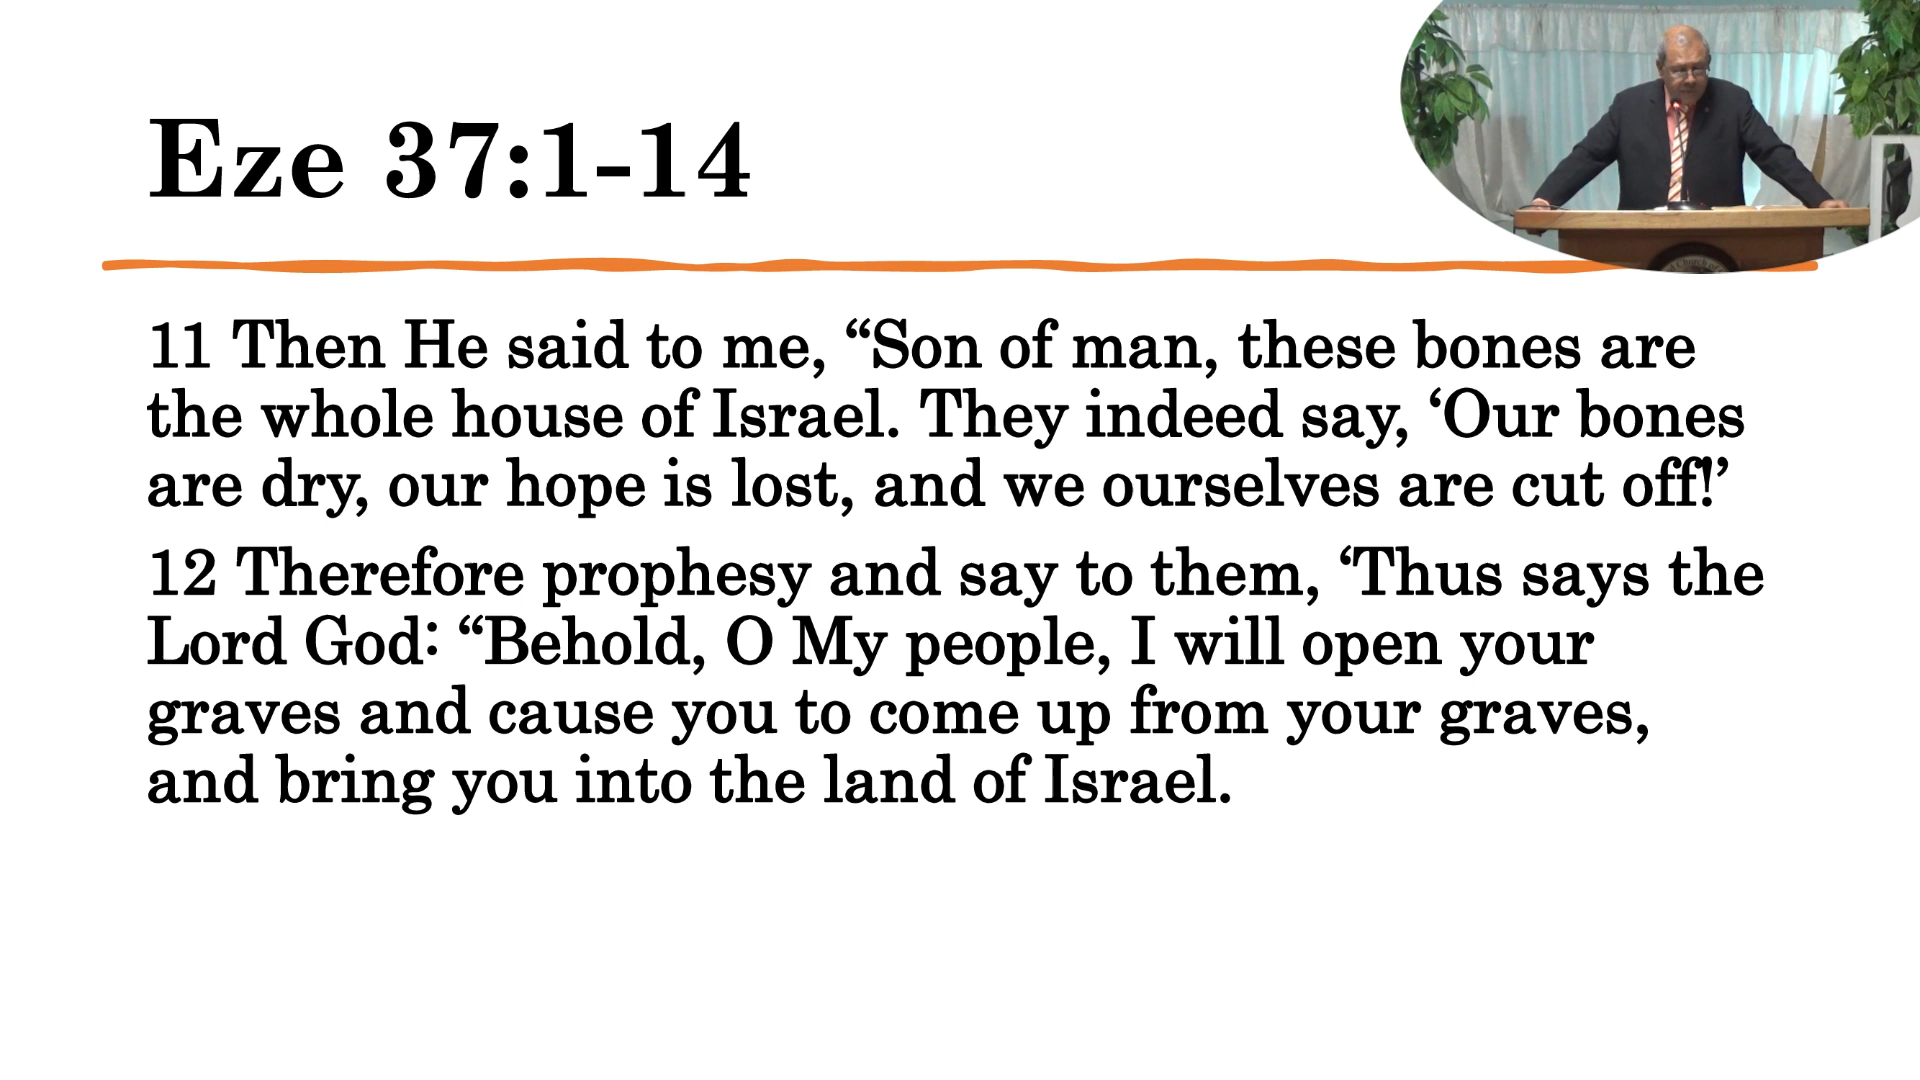 Eze 37:1-14
11 Then He said to me, “Son of man, these bones are
the whole house of Israel. They indeed say, ‘Our bones
are dry, our hope is lost, and we ourselves are cut off!’
12 Therefore prophesy and say to them, ‘Thus says the
Lord God: “Behold, O My people, I will open your
graves and cause you to come up from your graves,
and bring you into the land of Israel.
Church of